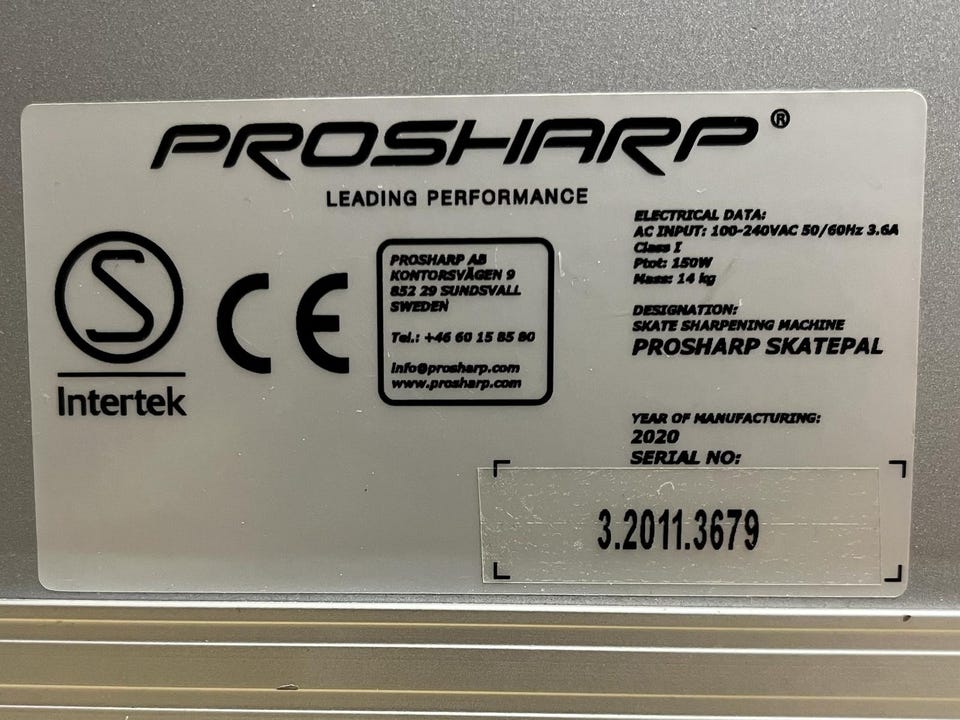 PROSHARP®
LEADING PERFORMANCE
S
Intertek
CE
PROSHARP AB
KONTORSVÄGEN 9
852 29 SUNDSVALL
SWEDEN
Tel.: +46 60 15 85 80
info@prosharp.com
www.prosharp.com
ELECTRICAL DATA:
AC INPUT: 100-240VAC 50/60Hz 3.6A
Class I
Ptot: 150W
Mass: 14 kg
DESIGNATION:
SKATE SHARPENING MACHINE
PROSHARP SKATEPAL
YEAR OF MANUFACTURING:
2020
SERIAL NO:
3.2011.3679